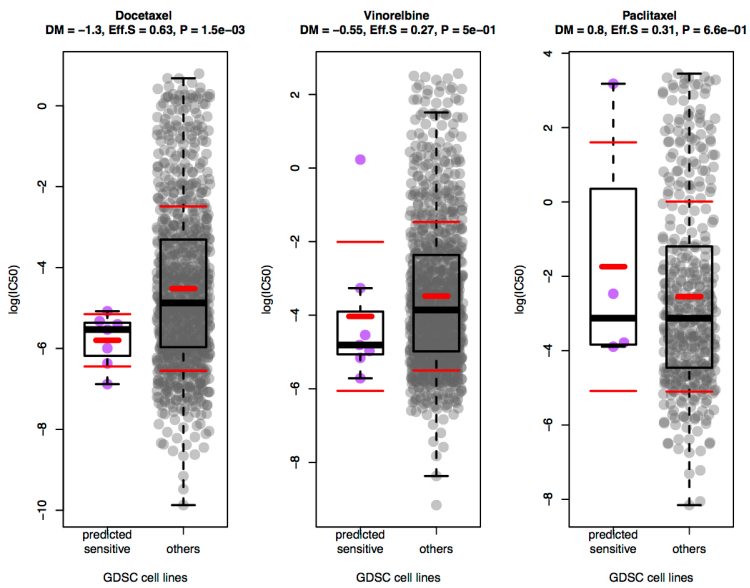 Docetaxel
DM = −1.3, Eff.S = 0.63, P = 1.5e−03
log(IC50)
0
−2
−4
−6
−8
−10
predicted
sensitive
others
GDSC cell lines
Vinorelbine
DM = −0.55, Eff.S = 0.27, P = 5e−01
log(IC50)
2
0
−2
−4
−6
−8
predicted
sensitive
others
GDSC cell lines
Paclitaxel
DM = 0.8, Eff.S = 0.31, P = 6.6e−01
log(IC50)
4
2
0
−2
−4
−6
−8
predicted
sensitive
others
GDSC cell lines